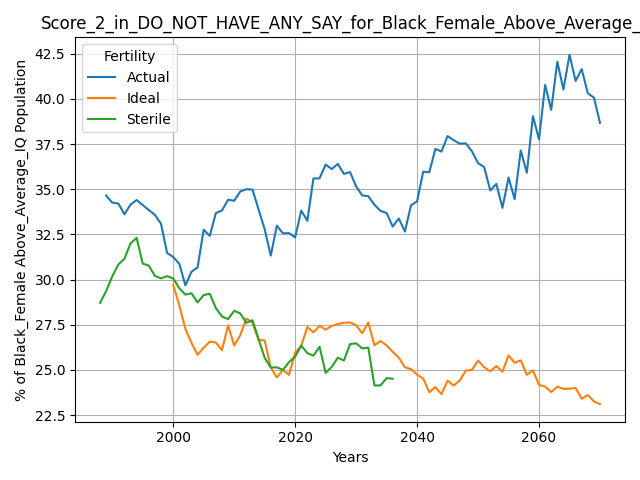 Score_2_in_DO_NOT_HAVE_ANY_SAY_for_Black_Female_Above_Average_
Fertility
Actual
Ideal
Sterile
% of Black_Female Above_Average_IQ Population
42.5
40.0
37.5
35.0
32.5
30.0
27.5
25.0
22.5
2000
2020
2040
2060
Years